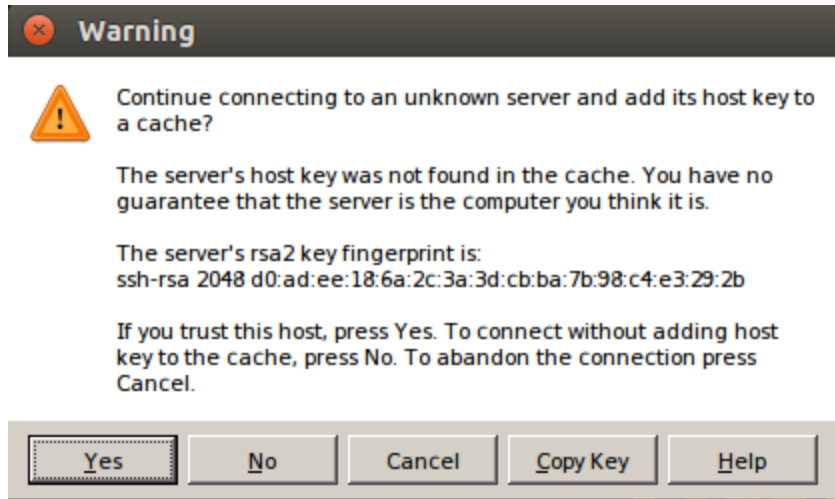 Warning
Continue connecting to an unknown server and add its host key to
a cache?
The server's host key was not found in the cache. You have no
guarantee that the server is the computer you think it is.
The server's rsa2 key fingerprint is:
ssh-rsa 2048 d0:ad:ee:18:6a:2c:3a:3d:cb:ba:7b:98:c4:e3:29:2b
If you trust this host, press Yes. To connect without adding host
key to the cache, press No. To abandon the connection press
Cancel.
Yes No Cancel Copy Key Help